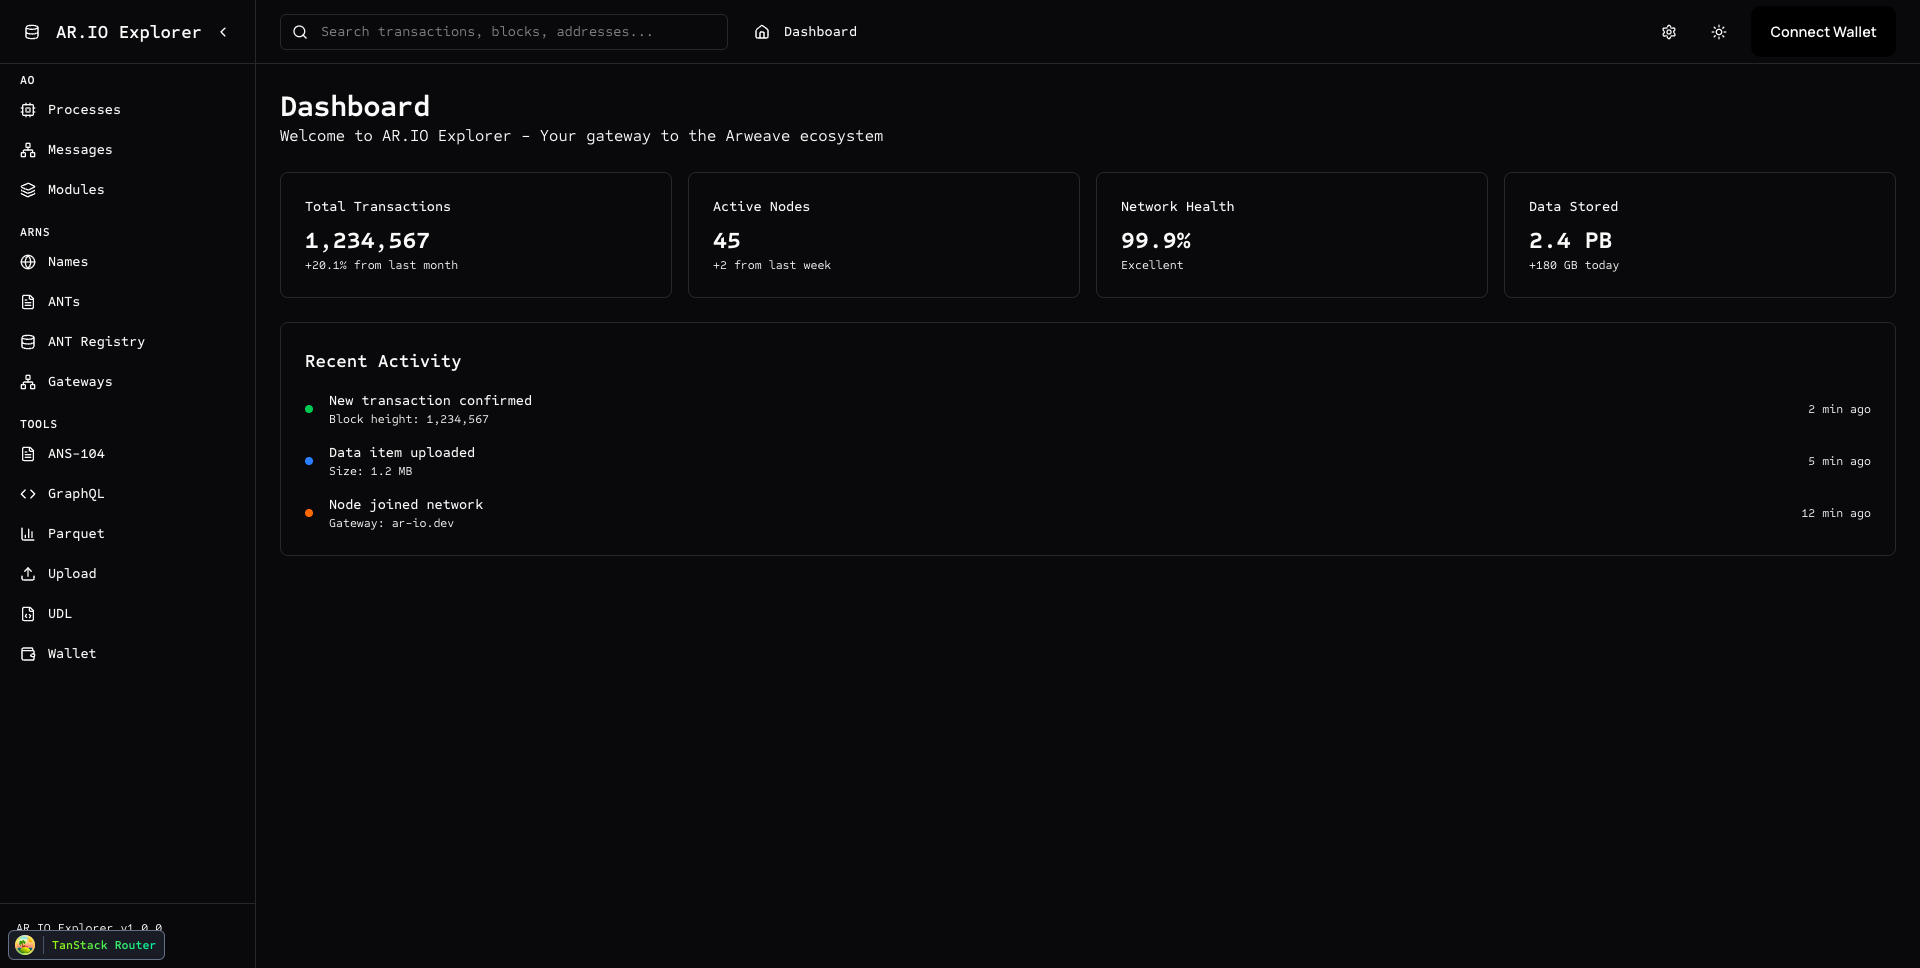 AR.IO Explorer
Search transactions, blocks, addresses...
Dashboard
Connect Wallet
AO
Processes
Messages
Modules
ARNS
Names
ANTs
ANT Registry
Gateways
TOOLS
ANS-104
GraphQL
Parquet
Upload
UDL
Wallet
AR.IO Explorer v1.0.0
TanStack Router
Dashboard
Welcome to AR.IO Explorer - Your gateway to the Arweave ecosystem
Total Transactions
1,234,567
+20.1% from last month
Active Nodes
45
+2 from last week
Network Health
99.9%
Excellent
Data Stored
2.4 PB
+180 GB today
Recent Activity
New transaction confirmed
Block height: 1,234,567
2 min ago
Data item uploaded
Size: 1.2 MB
5 min ago
Node joined network
Gateway: ar-io.dev
12 min ago